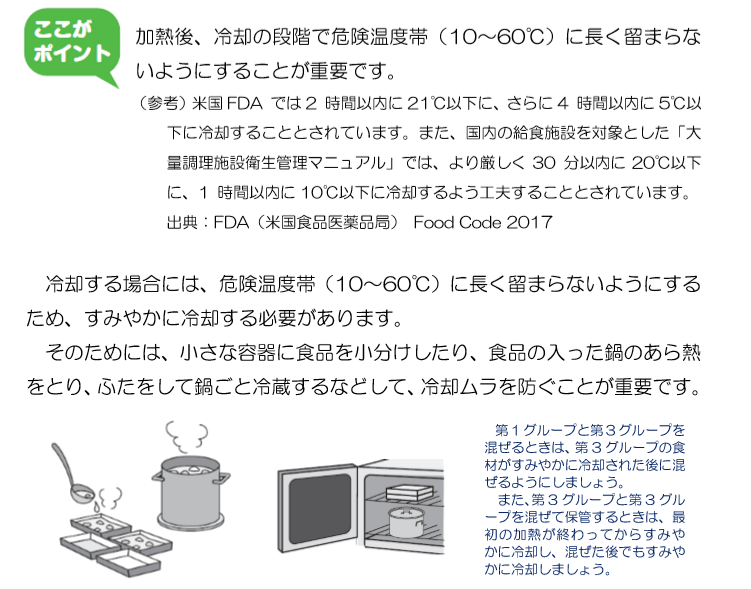 ここが
ポイント
加熱後、冷却の段階で危険温度帯（10～60℃）に長く留まらな
いようにすることが重要です。
（参考）米国 FDA では 2 時間以内に 21℃以下に、さらに 4 時間以内に 5℃以
下に冷却することとされています。また、国内の給食施設を対象とした「大
量調理施設衛生管理マニュアル」では、より厳しく 30 分以内に 20℃以下
に、1 時間以内に 10℃以下に冷却するよう工夫することとされています。
出典：FDA（米国食品医薬品局） Food Code 2017
冷却する場合には、危険温度帯（10～60℃）に長く留まらないようにする
ため、すみやかに冷却する必要があります。
そのためには、小さな容器に食品を小分けしたり、食品の入った鍋のあら熱
をとり、ふたをして鍋ごと冷蔵するなどして、冷却ムラを防ぐことが重要です。
第１グループと第３グループを
混ぜるときは、第３グループの食
材がすみやかに冷却された後に混
ぜるようにしましょう。
また、第３グループと第３グル
ープを混ぜて保管するときは、最
初の加熱が終わってからすみや
かに冷却し、混ぜた後でもすみや
かに冷却しましょう。